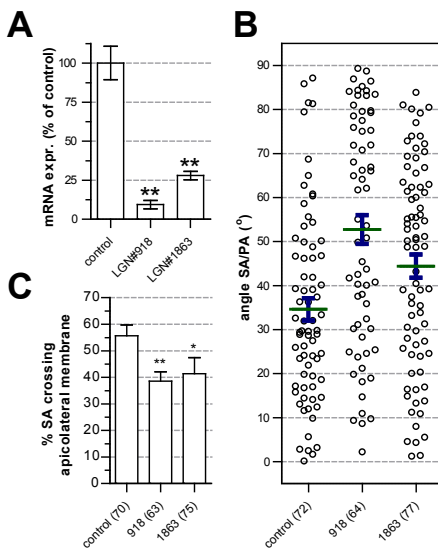 A
mRNA expr. (% of control)
100
75
50
25
0
**
**
control
LGN#918
LGN#1863
B
angle SA/PA (°)
90
80
70
60
50
40
30
20
10
0
control (72)
918 (64)
1863 (77)
C
% SA crossing
apicolateral membrane
70
60
50
40
30
20
10
0
**
*
control (70)
918 (63)
1863 (75)